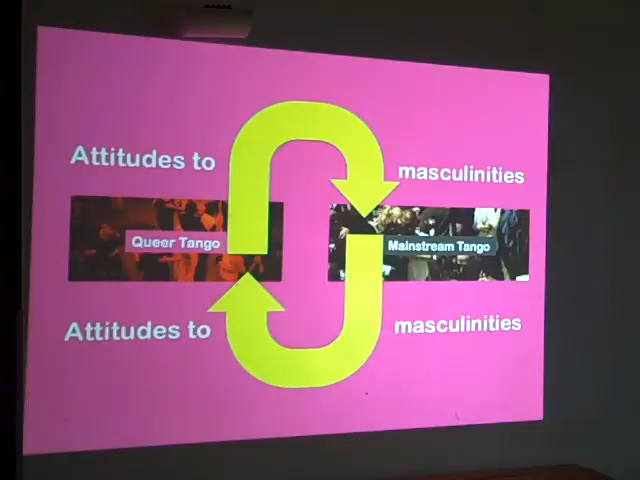 Attitudes to masculinities
Queer Tango Mainstream Tango
Attitudes to masculinities